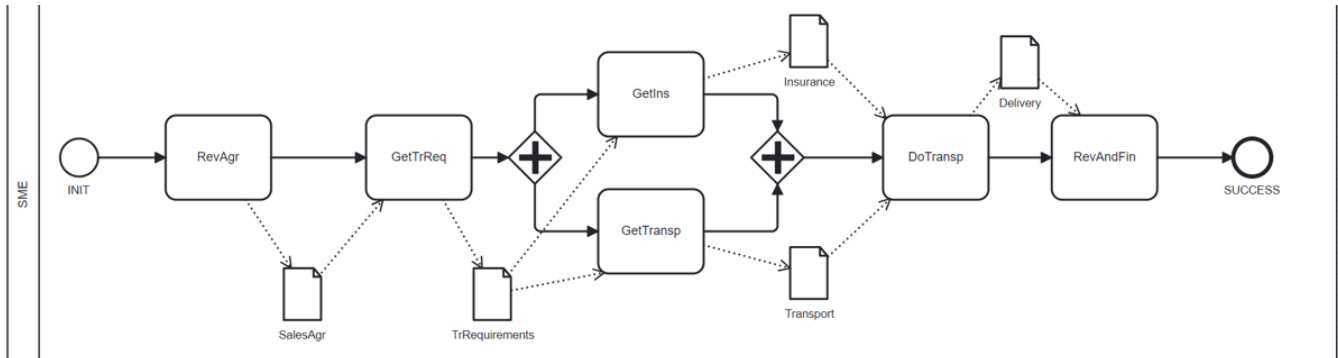 SME
INIT
RevAgr
SalesAgr
GetTrReq
TrRequirements
GetIns
GetTransp
Insurance
Transport
DoTransp
Delivery
RevAndFin
SUCCESS